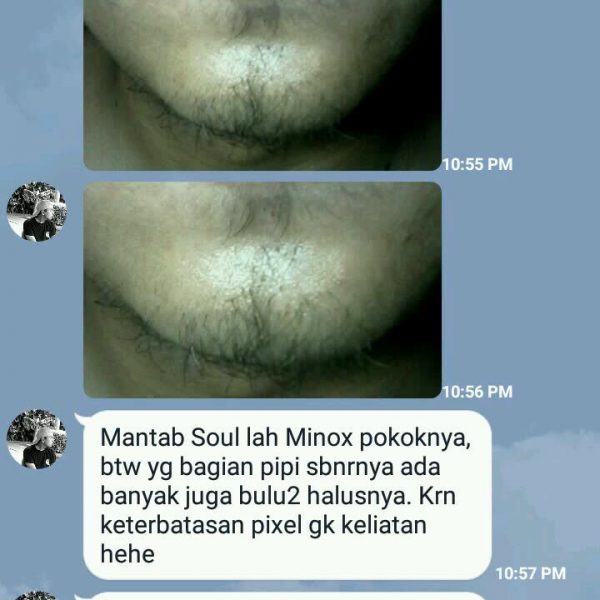 10:55 PM
10:56 PM
Mantab Soul lah Minox pokoknya,
btw yg bagian pipi sbnrnya ada
banyak juga bulu2 halusnya. Krn
keterbatasan pixel gk keliatan
hehe
10:57 PM